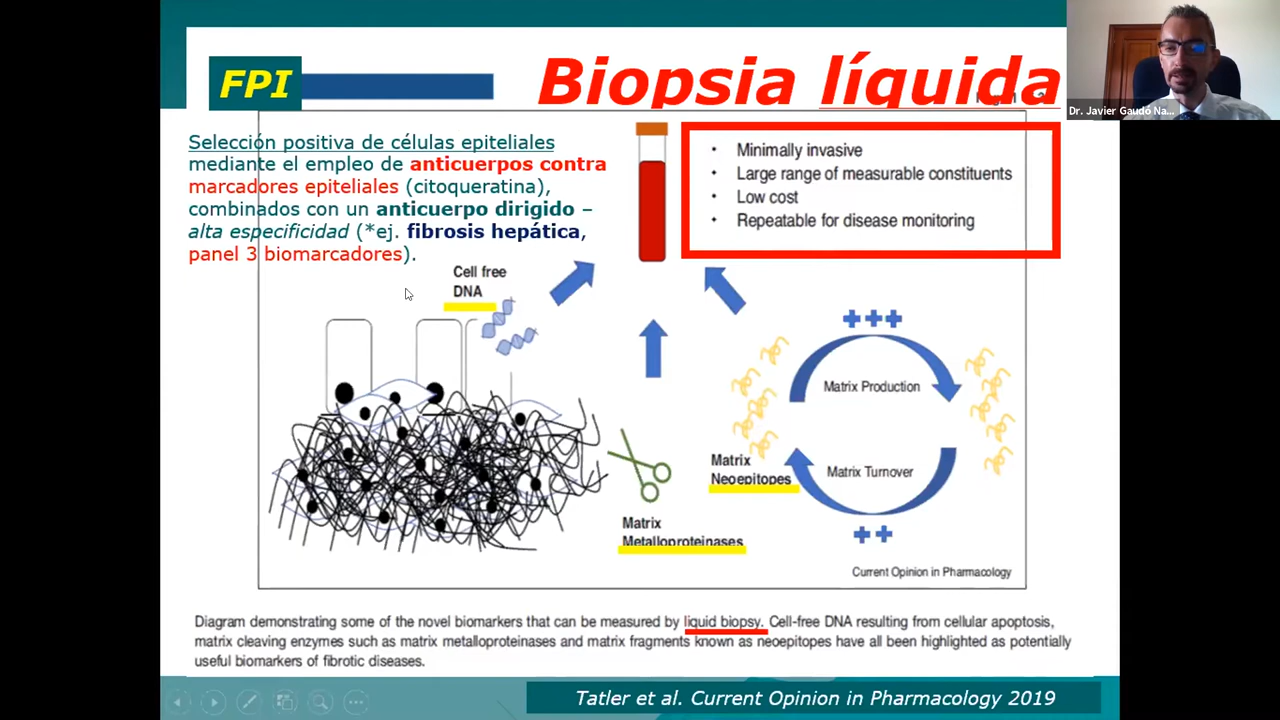 FPI
Biopsia líquida
Dr. Javier Gaudó Na...
Selección positiva de células epiteliales
mediante el empleo de anticuerpos contra
marcadores epiteliales (citoqueratina),
combinados con un anticuerpo dirigido –
alta especificidad (*ej. fibrosis hepática,
panel 3 biomarcadores).
• Minimally invasive
• Large range of measurable constituents
• Low cost
• Repeatable for disease monitoring
Cell free
DNA
+++
Matrix Production
Matrix
Neoepitopes
Matrix Turnover
++
Matrix
Metalloproteinases
Current Opinion in Pharmacology
Diagram demonstrating some of the novel biomarkers that can be measured by liquid biopsy. Cell-free DNA resulting from cellular apoptosis,
matrix cleaving enzymes such as matrix metalloproteinases and matrix fragments known as neoepitopes have all been highlighted as potentially
useful biomarkers of fibrotic diseases.
Tatler et al. Current Opinion in Pharmacology 2019